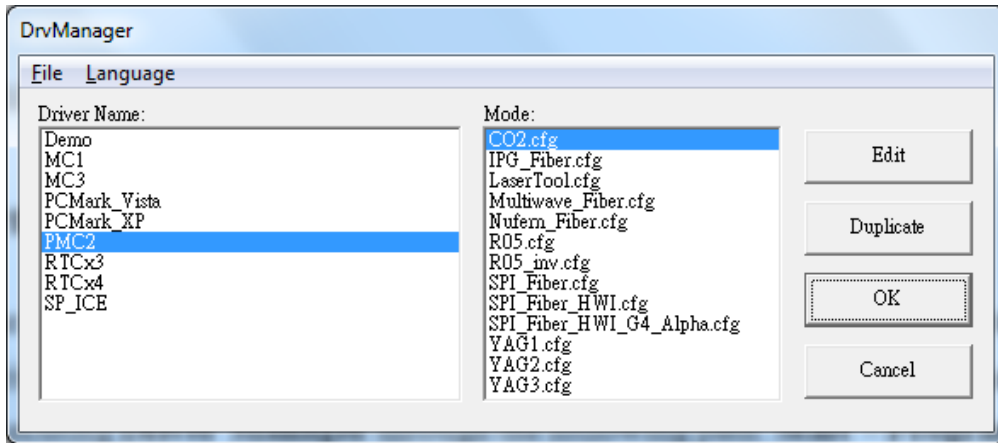 DrvManager
File Language
Driver Name:
Demo
MC1
MC3
PCMark_Vista
PCMark_XP
PMC2
RTCx3
RTCx4
SP_ICE
Mode:
CO2.cfg
IPG_Fiber.cfg
LaserTool.cfg
Multiwave_Fiber.cfg
Nufern_Fiber.cfg
R05.cfg
R05_inv.cfg
SPI_Fiber.cfg
SPI_Fiber_HWI.cfg
SPI_Fiber_HWI_G4_Alpha.cfg
YAG1.cfg
YAG2.cfg
YAG3.cfg
Edit
Duplicate
OK
Cancel